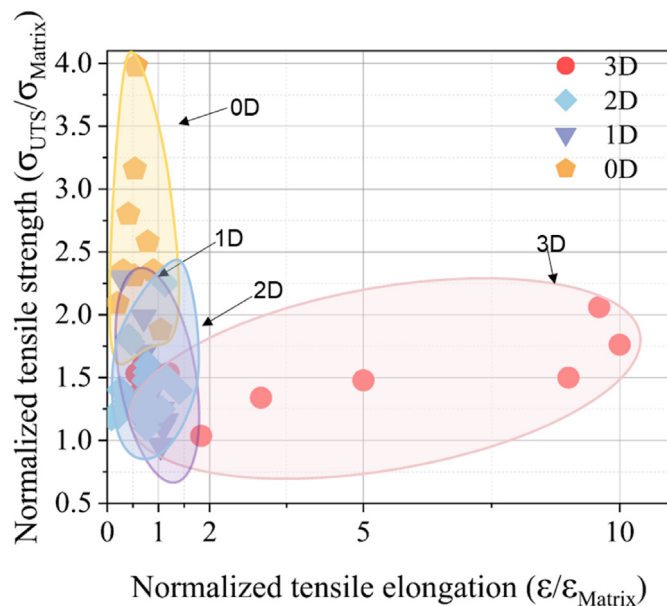 4.0
3.5
3.0
2.5
2.0
1.5
1.0
0.5
0
1
2
5
10
Normalized tensile strength (σUTS/σMatrix)
Normalized tensile elongation (ε/εMatrix)
3D
2D
1D
0D
0D
1D
2D
3D